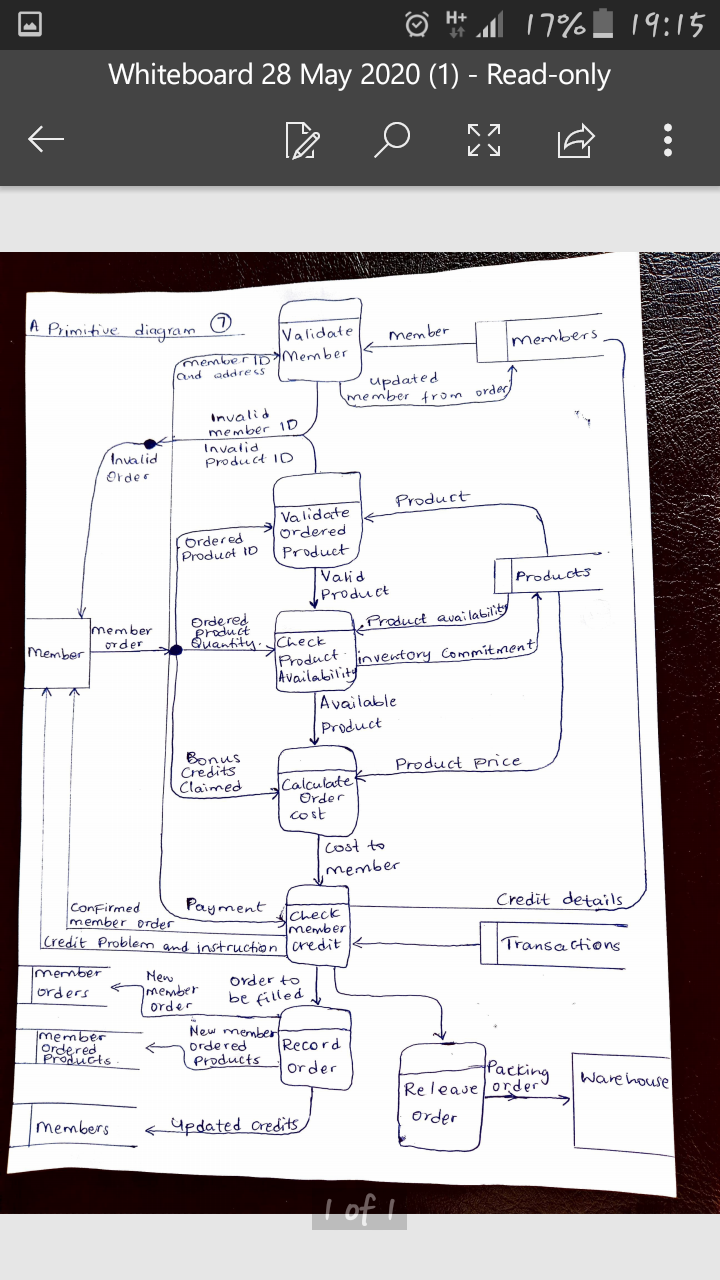 H+
17%
19:15
Whiteboard 28 May 2020 (1) - Read-only
A Primitive diagram 7
Validate
Member
member
members
member ID
and address
Updated
member from order
Invalid
member ID
Invalid
Product ID
Invalid
Order
Validate
Ordered
Product
Product
Products
Ordered
Product ID
Valid
Product
Member
member
order
Ordered
Product
Quantity.
Check
Product
Availability
Product availability
inventory Commitment
Available
Product
Bonus
Credits
Claimed
Calculate
Order
cost
Product Price
Cost to
member
Payment
Check
member
credit
Credit details
Transactions
Confirmed
member order
Credit Problem and instruction
member
orders
New
member
order
order to
be filled
member
Ordered
Products.
New member
ordered
Products
Record
order
Release
order
Packing
order
Warehouse
Members
Updated credits
1 of 1